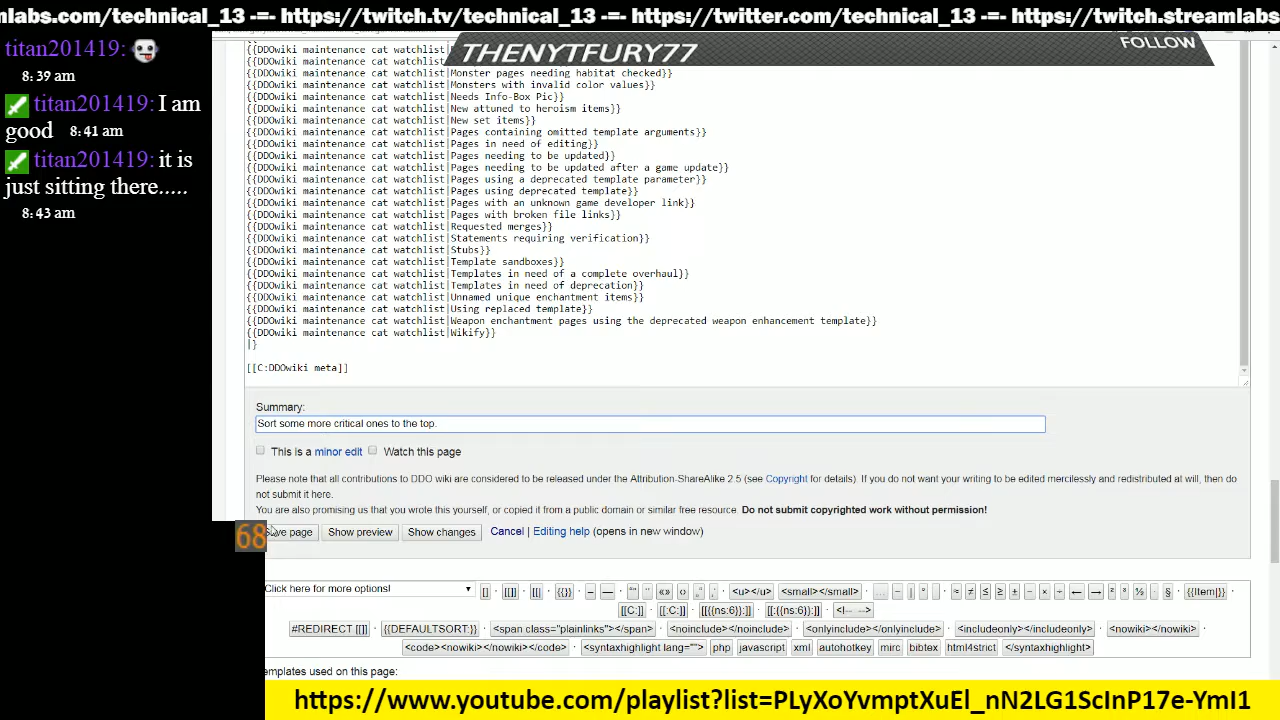 mlabs.com/technical_13 -=- https://twitch.tv/technical_13 -=- https://twitter.com/technical_13 -=- https://twitch.streamlabs
titan201419:
8:39 am
titan201419: I am
good 8:41 am
titan201419: it is
just sitting there.....
8:43 am
THENYTFURY77
FOLLOW
{{DDOwiki maintenance cat watchlist|
{{DDOwiki maintenance cat watchlist|
{{DDOwiki maintenance cat watchlist|Monster pages needing habitat checked}}
{{DDOwiki maintenance cat watchlist|Monsters with invalid color values}}
{{DDOwiki maintenance cat watchlist|Needs Info-Box Pic}}
{{DDOwiki maintenance cat watchlist|New attuned to heroism items}}
{{DDOwiki maintenance cat watchlist|New set items}}
{{DDOwiki maintenance cat watchlist|Pages containing omitted template arguments}}
{{DDOwiki maintenance cat watchlist|Pages in need of editing}}
{{DDOwiki maintenance cat watchlist|Pages needing to be updated}}
{{DDOwiki maintenance cat watchlist|Pages needing to be updated after a game update}}
{{DDOwiki maintenance cat watchlist|Pages using a deprecated template parameter}}
{{DDOwiki maintenance cat watchlist|Pages using deprecated template}}
{{DDOwiki maintenance cat watchlist|Pages with an unknown game developer link}}
{{DDOwiki maintenance cat watchlist|Pages with broken file links}}
{{DDOwiki maintenance cat watchlist|Requested merges}}
{{DDOwiki maintenance cat watchlist|Statements requiring verification}}
{{DDOwiki maintenance cat watchlist|Stubs}}
{{DDOwiki maintenance cat watchlist|Template sandboxes}}
{{DDOwiki maintenance cat watchlist|Templates in need of a complete overhaul}}
{{DDOwiki maintenance cat watchlist|Templates in need of deprecation}}
{{DDOwiki maintenance cat watchlist|Unnamed unique enchantment items}}
{{DDOwiki maintenance cat watchlist|Using replaced template}}
{{DDOwiki maintenance cat watchlist|Weapon enchantment pages using the deprecated weapon enhancement template}}
{{DDOwiki maintenance cat watchlist|Wikify}}
|}
[[C:DDOwiki meta]]
Summary:
Sort some more critical ones to the top.
This is a minor edit Watch this page
Please note that all contributions to DDO wiki are considered to be released under the Attribution-ShareAlike 2.5 (see Copyright for details). If you do not want your writing to be edited mercilessly and redistributed at will, then do
not submit it here.
You are also promising us that you wrote this yourself, or copied it from a public domain or similar free resource. Do not submit copyrighted work without permission!
68 page Show preview Show changes Cancel | Editing help (opens in new window)
Click here for more options! [] · [[]] · [[| · {{}} · – · — · “” · ‘’ · «» · ‹› · „“ · ‚‘ · <u></u> · <small></small> · … · ~ · | · ° · · ≈ · ≠ · ≤ · ≥ · ± · − · × · ÷ · ← · → · ² · ³ · ½ · · · § · {{Item|}} ·
[[C:]] · [[:C:]] · [[{{ns:6}}:]] · [[:{{ns:6}}:]] · <!-- -->
#REDIRECT [[]] · {{DEFAULTSORT:}} · <span class="plainlinks"></span> · <noinclude></noinclude> · <onlyinclude></onlyinclude> · <includeonly></includeonly> · <nowiki></nowiki> ·
<code><nowiki></nowiki></code> · <syntaxhighlight lang=""> · php · javascript · xml · autohotkey · mirc · bibtex · html4strict · </syntaxhighlight>
emplates used on this page:
https://www.youtube.com/playlist?list=PLyXoYvmptXuEl_nN2LG1ScInP17e-YmI1